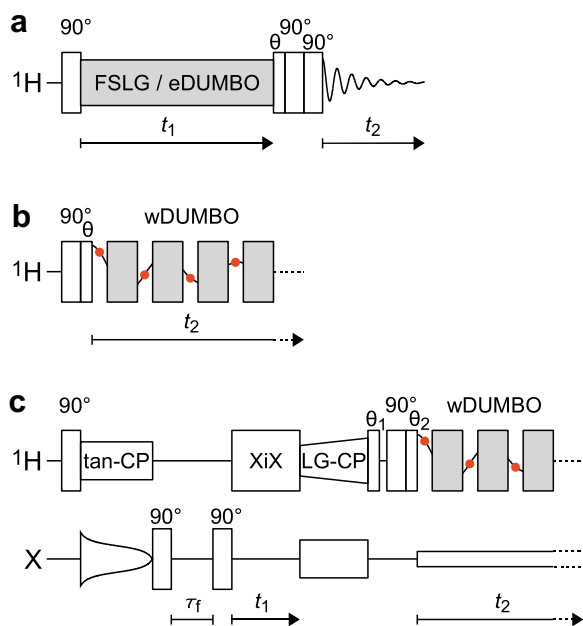 a
90° θ 90° 90°
¹H FSLG / eDUMBO
t₁ t₂
b
90° θ wDUMBO
¹H
t₂
c
90° θ₁ 90° θ₂ wDUMBO
¹H tan-CP XiX LG-CP
90° 90°
X
τf t₁ t₂